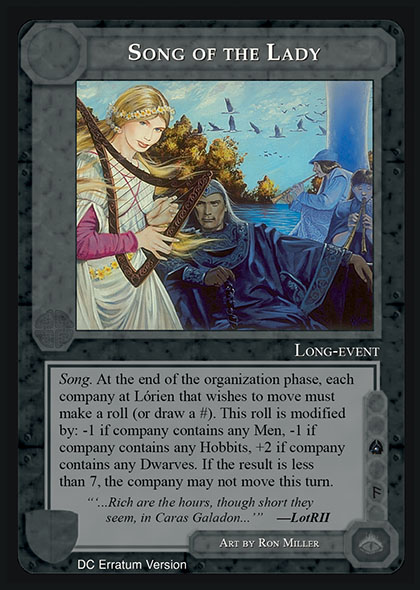 Song of the Lady
Long-event
Song. At the end of the organization phase, each
company at Lórien that wishes to move must
make a roll (or draw a #). This roll is modified
by: -1 if company contains any Men, -1 if
company contains any Hobbits, +2 if company
contains any Dwarves. If the result is less
than 7, the company may not move this turn.
“‘...Rich are the hours, though short they
seem, in Caras Galadon...’” —LotRII
Art by Ron Miller
DC Erratum Version